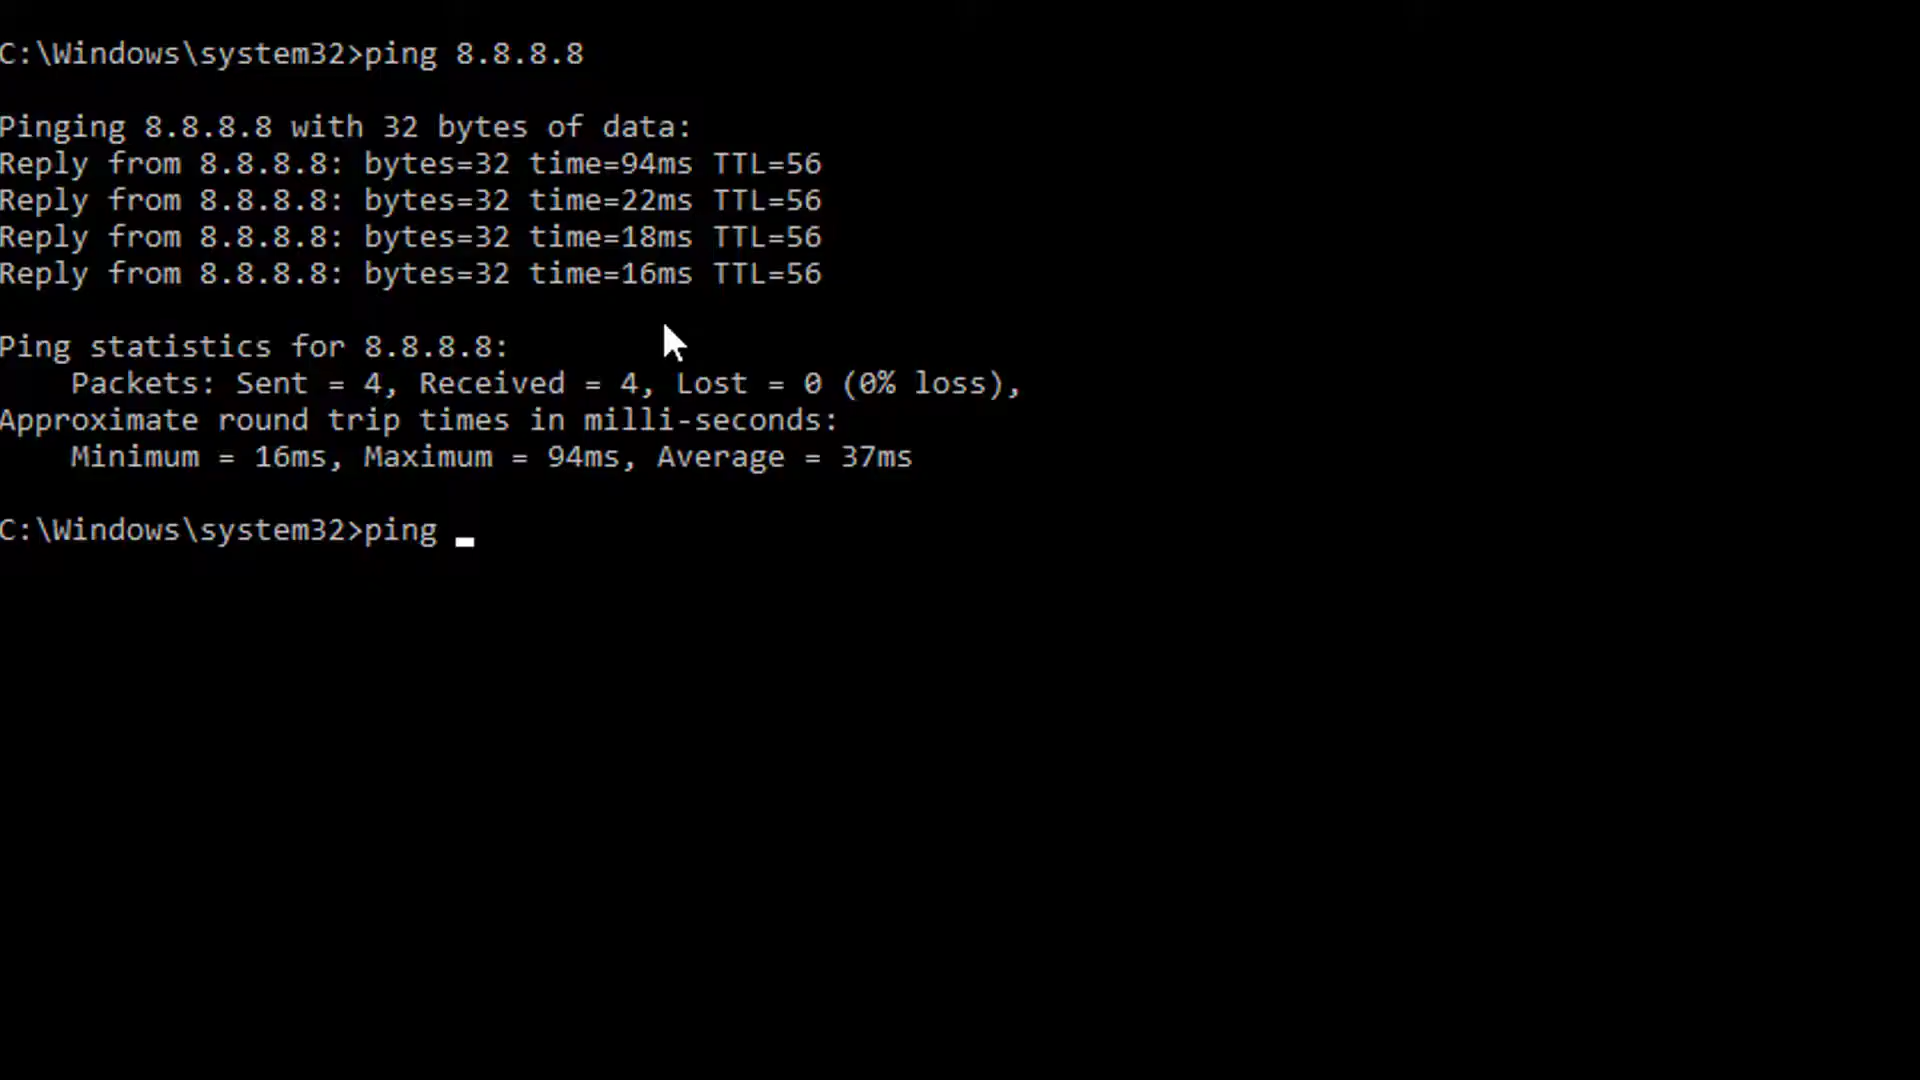 C:\Windows\system32>ping 8.8.8.8
Pinging 8.8.8.8 with 32 bytes of data:
Reply from 8.8.8.8: bytes=32 time=94ms TTL=56
Reply from 8.8.8.8: bytes=32 time=22ms TTL=56
Reply from 8.8.8.8: bytes=32 time=18ms TTL=56
Reply from 8.8.8.8: bytes=32 time=16ms TTL=56
Ping statistics for 8.8.8.8:
    Packets: Sent = 4, Received = 4, Lost = 0 (0% loss),
Approximate round trip times in milli-seconds:
    Minimum = 16ms, Maximum = 94ms, Average = 37ms
C:\Windows\system32>ping _